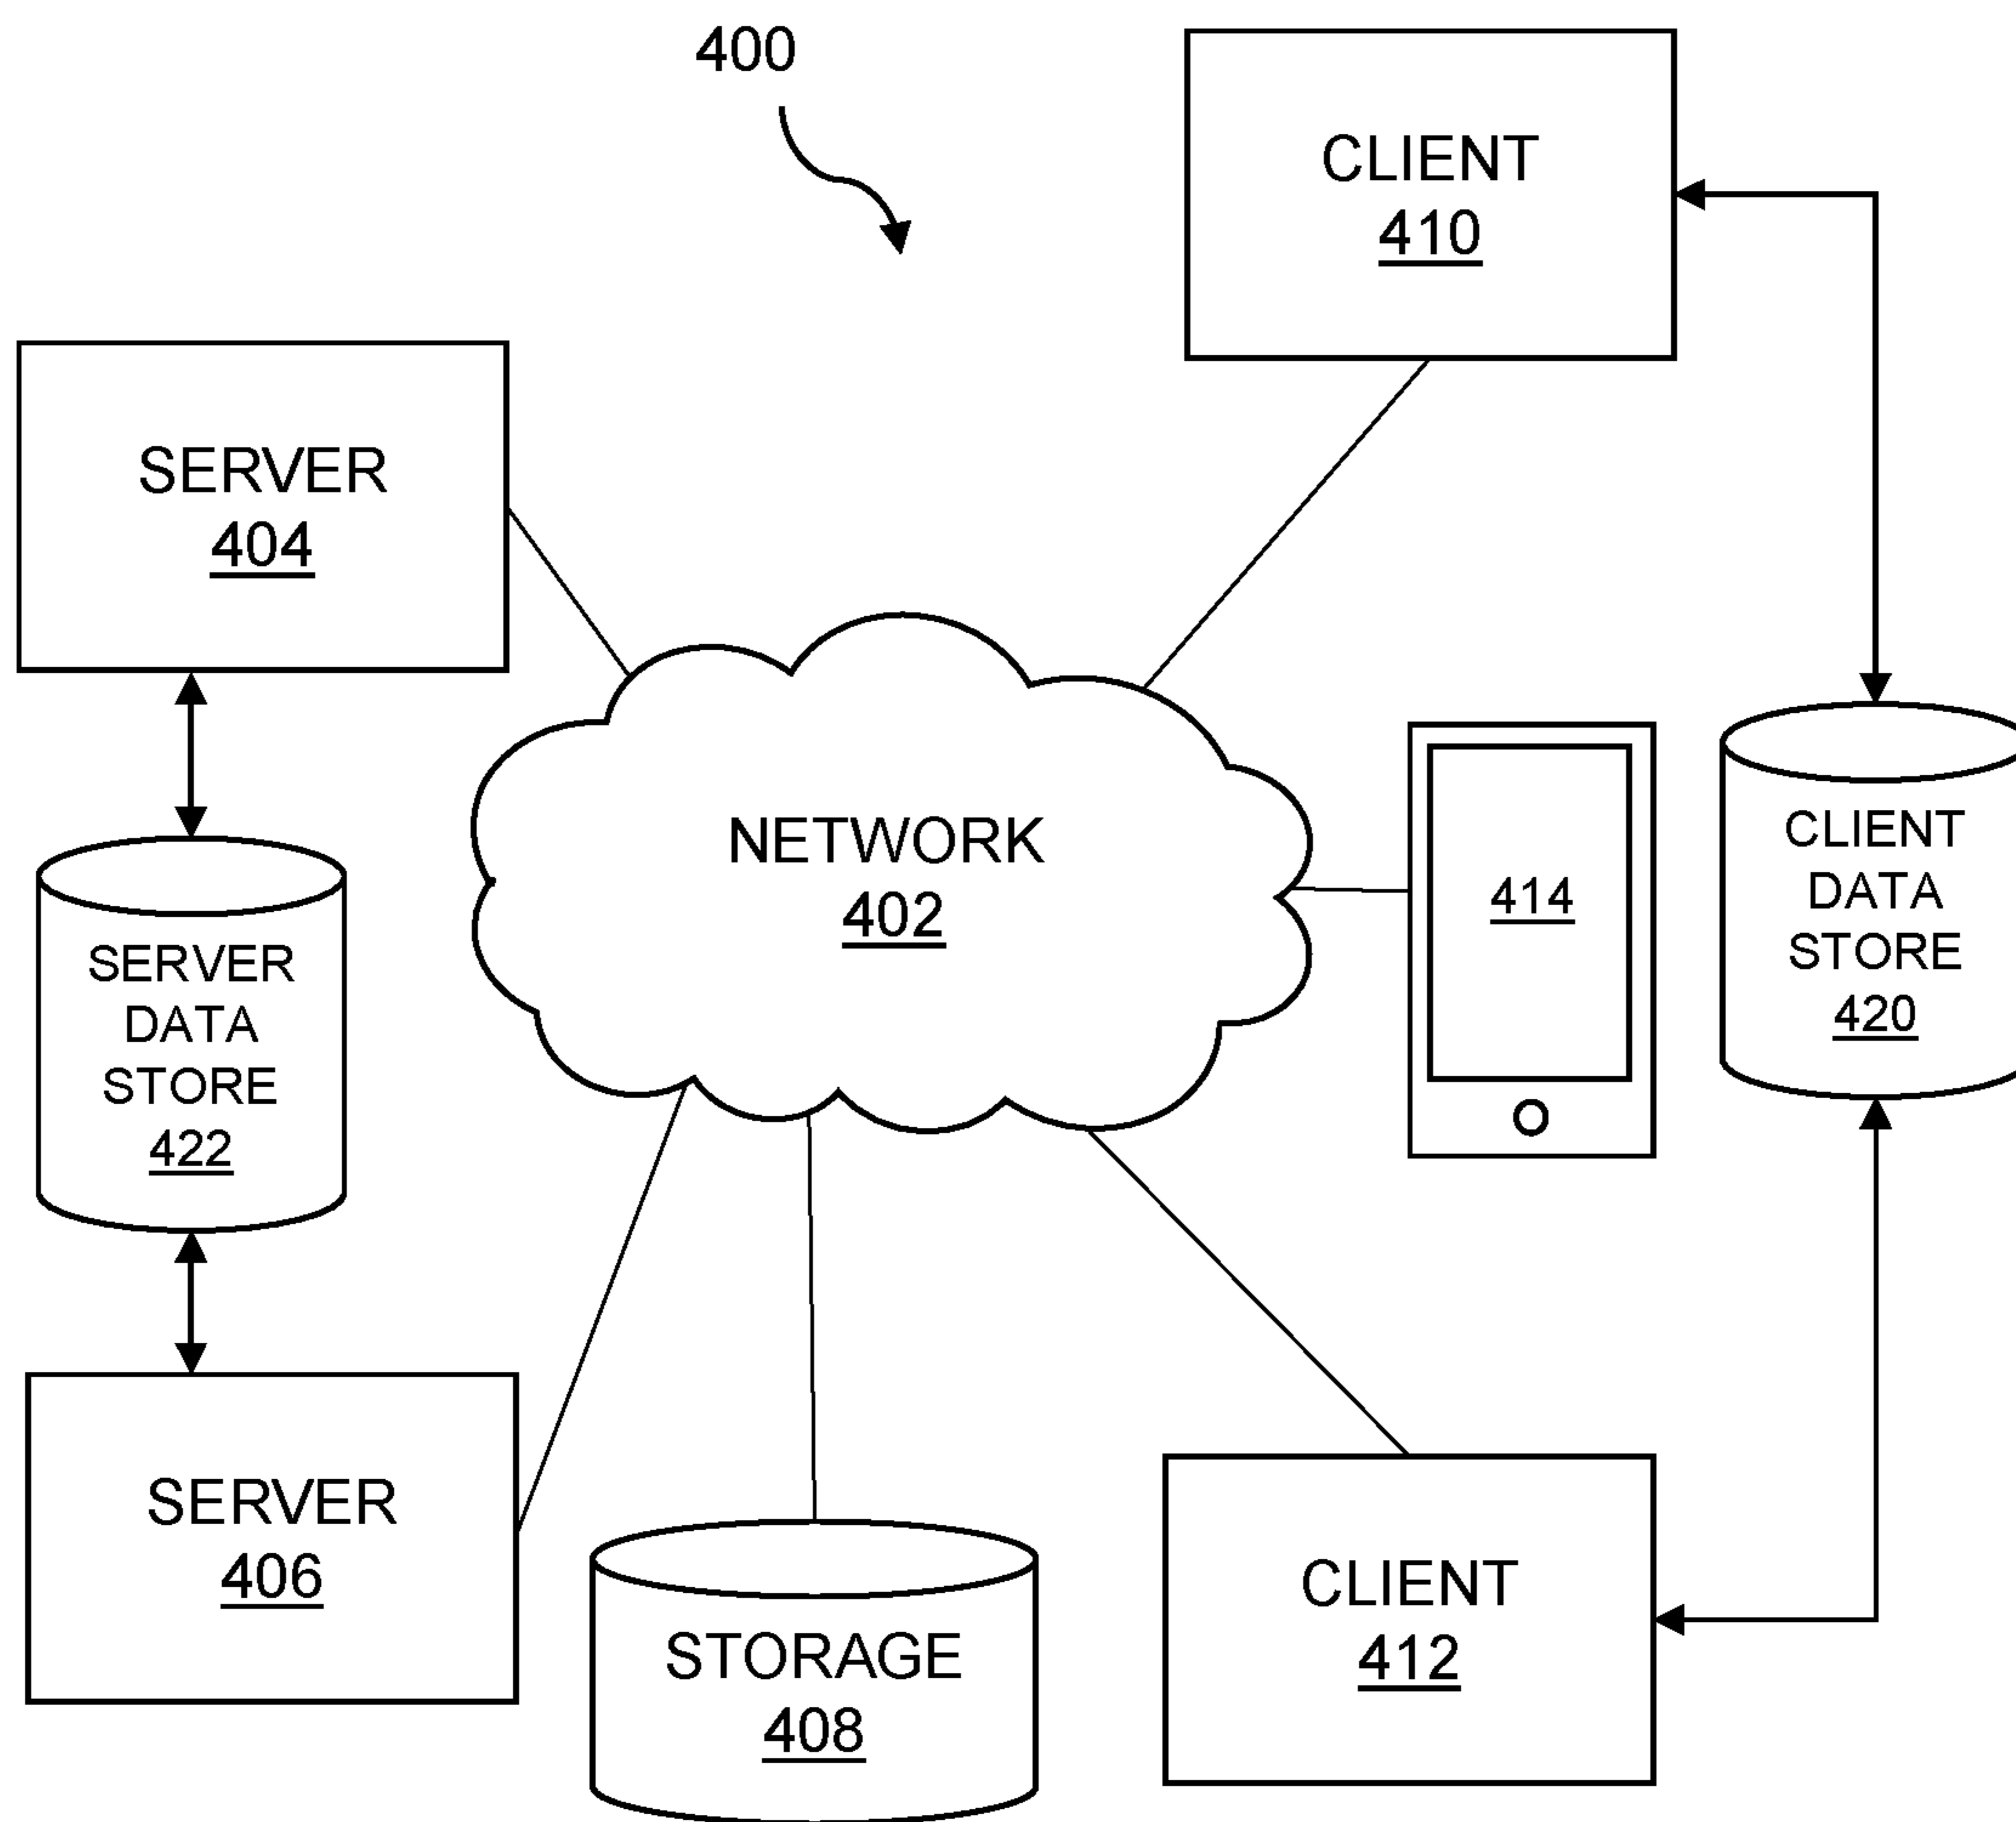 400
CLIENT
410
SERVER
404
NETWORK
402
414
CLIENT
DATA
STORE
420
SERVER
DATA
STORE
422
SERVER
406
STORAGE
408
CLIENT
412